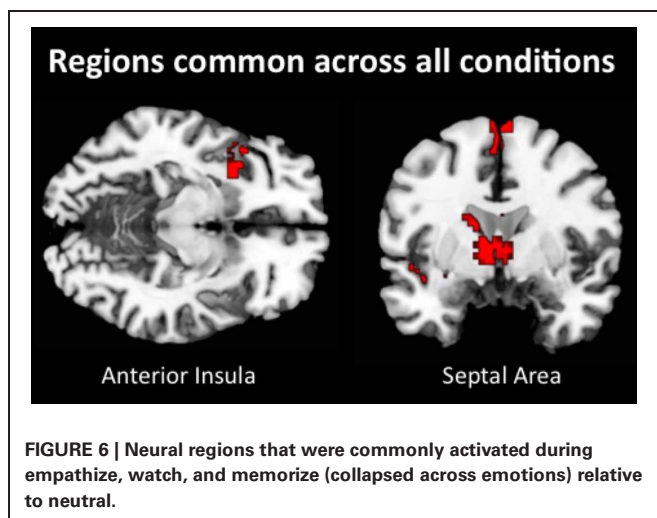 Regions common across all conditions
Anterior Insula
Septal Area
FIGURE 6 | Neural regions that were commonly activated during
empathize, watch, and memorize (collapsed across emotions) relative
to neutral.